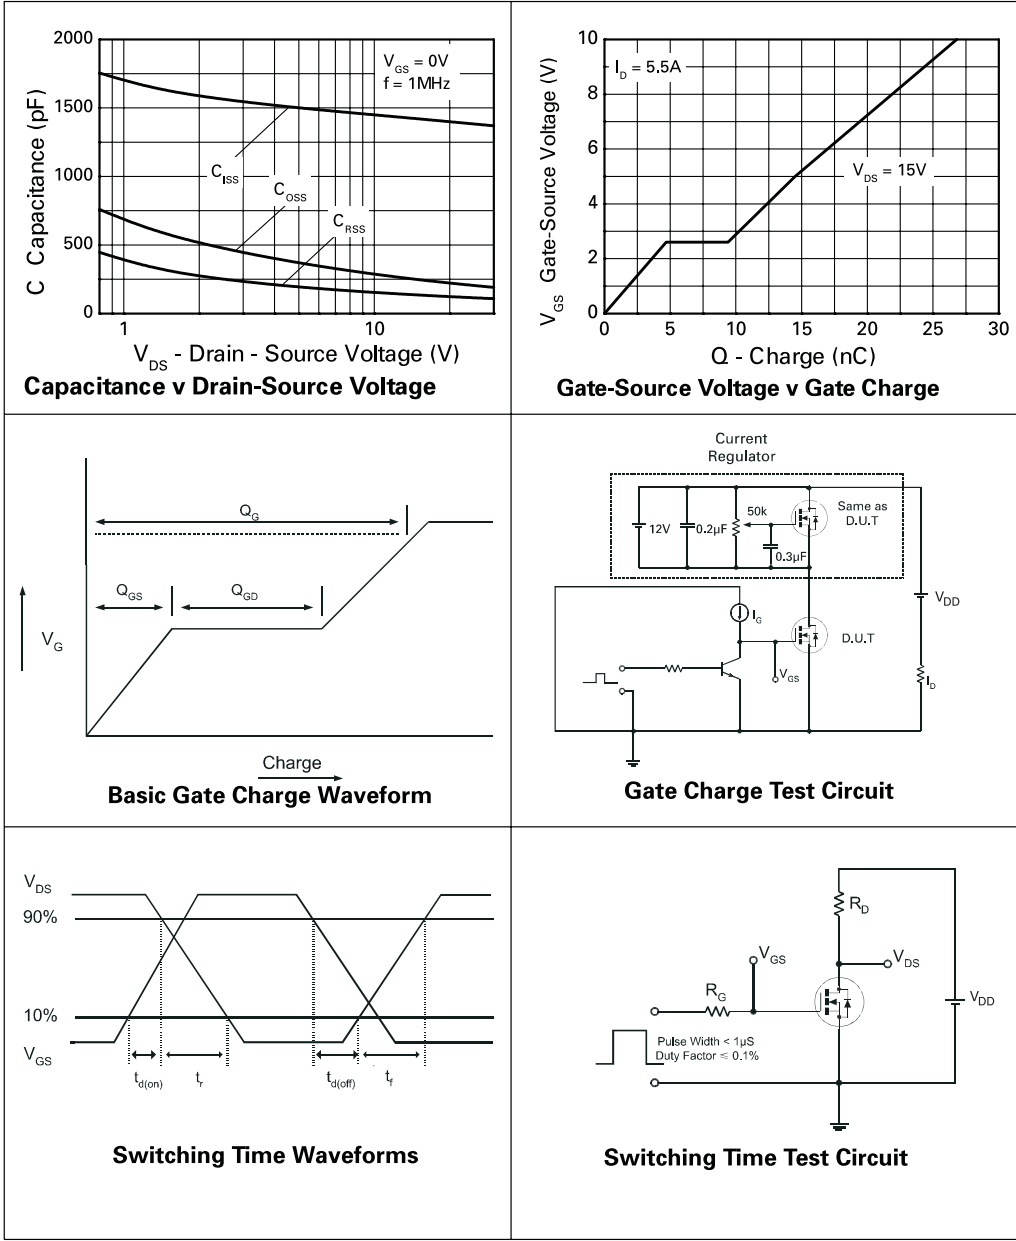 2000
1500
1000
500
0
C Capacitance (pF)
V_GS = 0V
f = 1MHz
C_ISS
C_OSS
C_RSS
1
10
V_DS - Drain - Source Voltage (V)
Capacitance v Drain-Source Voltage
10
8
6
4
2
0
V_GS Gate-Source Voltage (V)
I_D = 5.5A
V_DS = 15V
0 5 10 15 20 25 30
Q - Charge (nC)
Gate-Source Voltage v Gate Charge
Q_G
Q_GS
Q_GD
V_G
Charge
Basic Gate Charge Waveform
Current
Regulator
12V
0.2µF
50k
0.3µF
Same as
D.U.T
I_G
V_DD
D.U.T
V_GS
I_D
Gate Charge Test Circuit
V_DS
90%
10%
V_GS
t_d(on)
t_r
t_d(off)
t_f
Switching Time Waveforms
R_D
V_GS
V_DS
R_G
V_DD
Pulse Width < 1µS
Duty Factor ≤ 0.1%
Switching Time Test Circuit